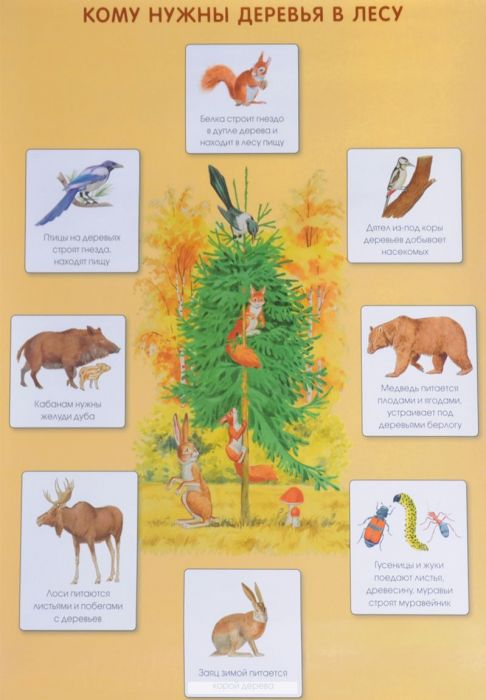 КОМУ НУЖНЫ ДЕРЕВЬЯ В ЛЕСУ
Белка строит гнездо
в дупле дерева и
находит в лесу пищу
Птицы на деревьях
строят гнезда,
находят пищу
Дятел из-под коры
деревьев добывает
насекомых
Кабанам нужны
желуди дуба
Медведь питается
плодами и ягодами,
устраивает под
деревьями берлогу
Лоси питаются
листьями и побегами
с деревьев
Гусеницы и жуки
поедают листья,
древесину, муравьи
строят муравейник
Заяц зимой питается
корой дерева